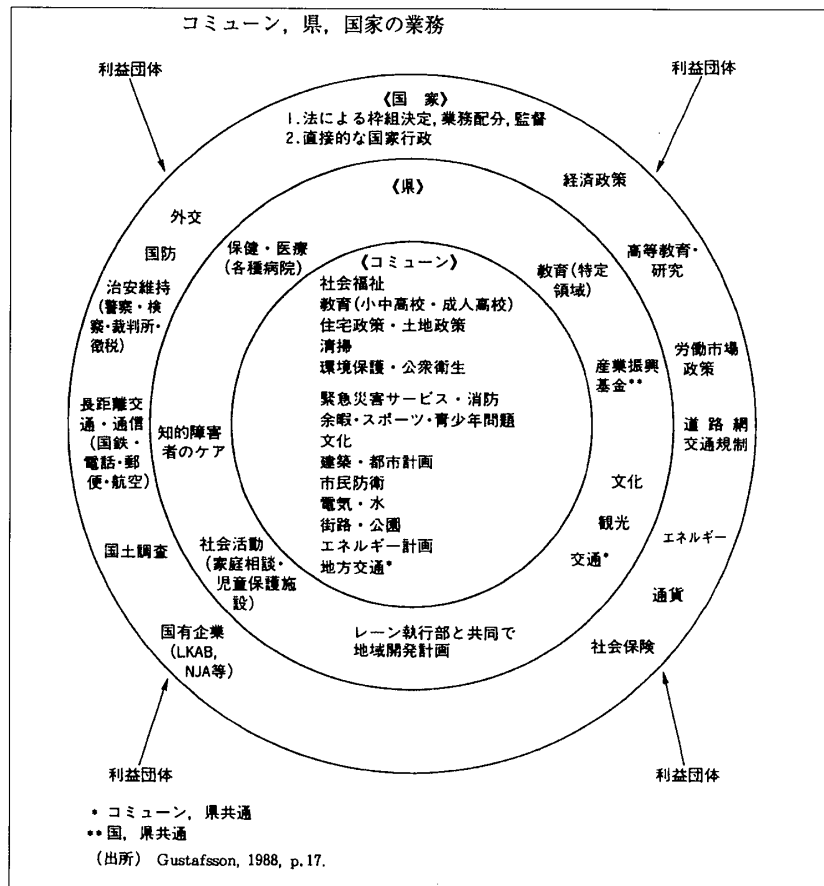 コミューン，県，国家の業務
利益団体
利益団体
《国　家》
1.法による枠組決定，業務配分，監督
2.直接的な国家行政
経済政策
高等教育・
研究
労働市場
政策
道 路 網
交通規制
エネルギー
通貨
社会保険
外交
国防
治安維持
(警察・検
察・裁判所・
徴税)
長距離交
通・通信
(国鉄・
電話・郵
便・航空)
国土調査
国有企業
(LKAB,
NJA等)
《県》
保健・医療
(各種病院)
知的障害
者のケア
社会活動
(家庭相談・
児童保護施
設)
教育(特定
領域)
産業振興
基金**
文化
観光
交通*
レーン執行部と共同で
地域開発計画
《コミューン》
社会福祉
教育(小中高校・成人高校)
住宅政策・土地政策
清掃
環境保護・公衆衛生
緊急災害サービス・消防
余暇・スポーツ・青少年問題
文化
建築・都市計画
市民防衛
電気・水
街路・公園
エネルギー計画
地方交通*
利益団体
利益団体
* コミューン，県共通
** 国，県共通
(出所) Gustafsson, 1988, p.17.